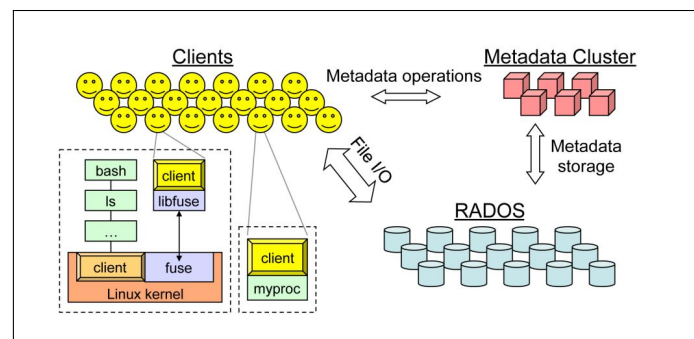 Clients
Metadata Cluster
Metadata operations
File I/O
Metadata
storage
RADOS
bash
ls
...
client
libfuse
client
fuse
Linux kernel
client
myproc